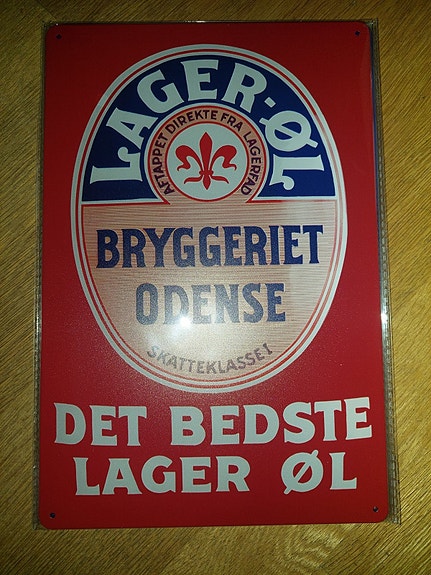 LAGER-ØL
AFTAPPET DIREKTE FRA LAGERFAD
BRYGGERIET
ODENSE
SKATTEKLASSE I
DET BEDSTE
LAGER ØL